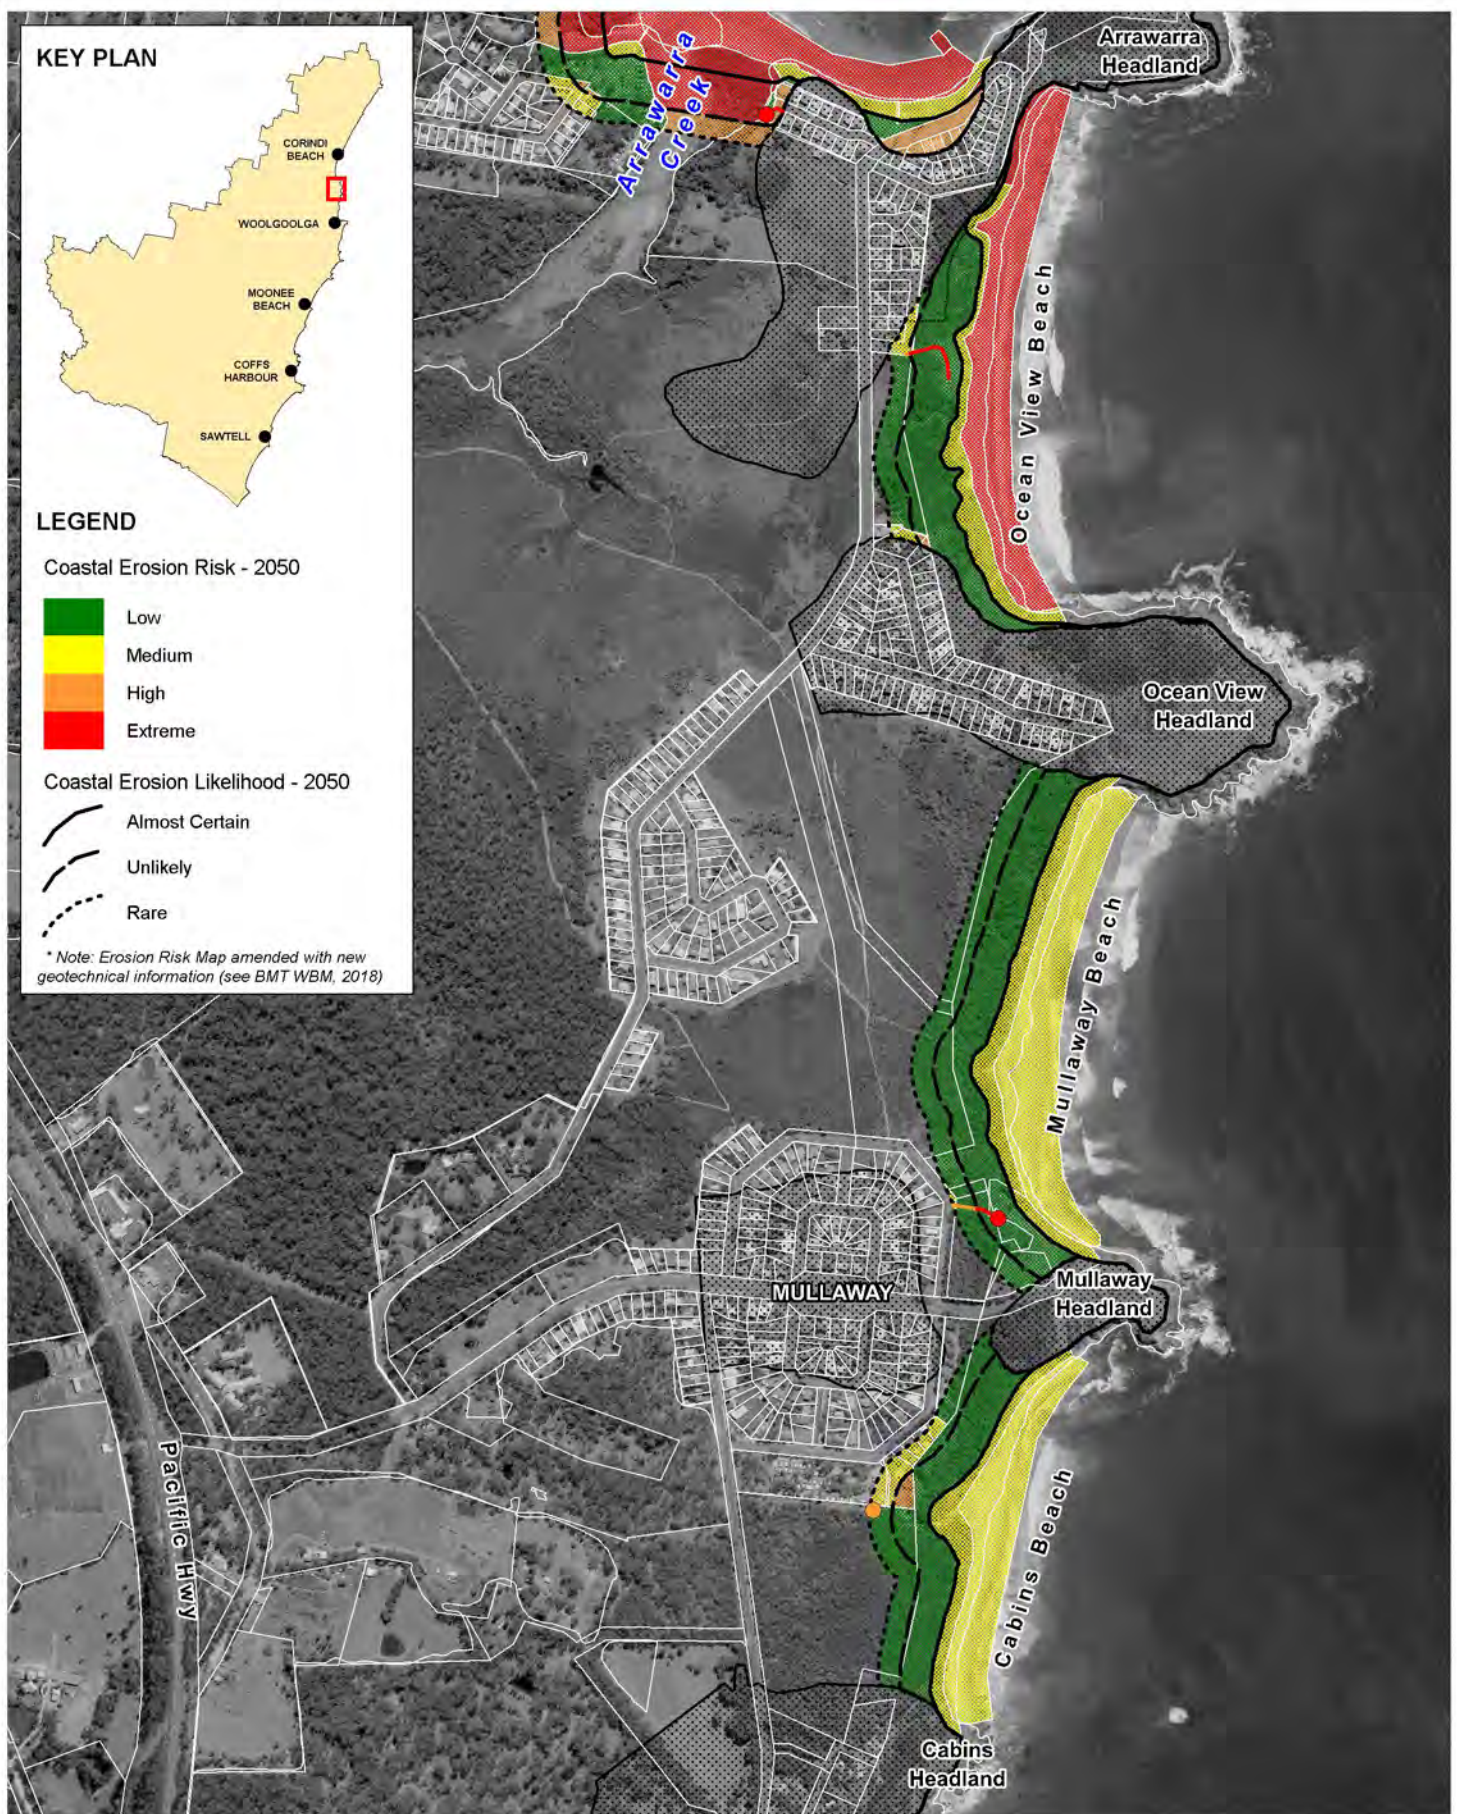 KEY PLAN
CORINDI
BEACH
WOOLGOOLGA
MOONEE
BEACH
COFFS
HARBOUR
SAWTELL
LEGEND
Coastal Erosion Risk - 2050
Low
Medium
High
Extreme
Coastal Erosion Likelihood - 2050
Almost Certain
Unlikely
Rare
* Note: Erosion Risk Map amended with new
geotechnical information (see BMT WBM, 2018)
Arrawarra
Creek
Arrawarra
Headland
Ocean View Beach
Ocean View
Headland
Mullaway Beach
Mullaway
Headland
MULLAWAY
Pacific Hwy
Cabins Beach
Cabins
Headland